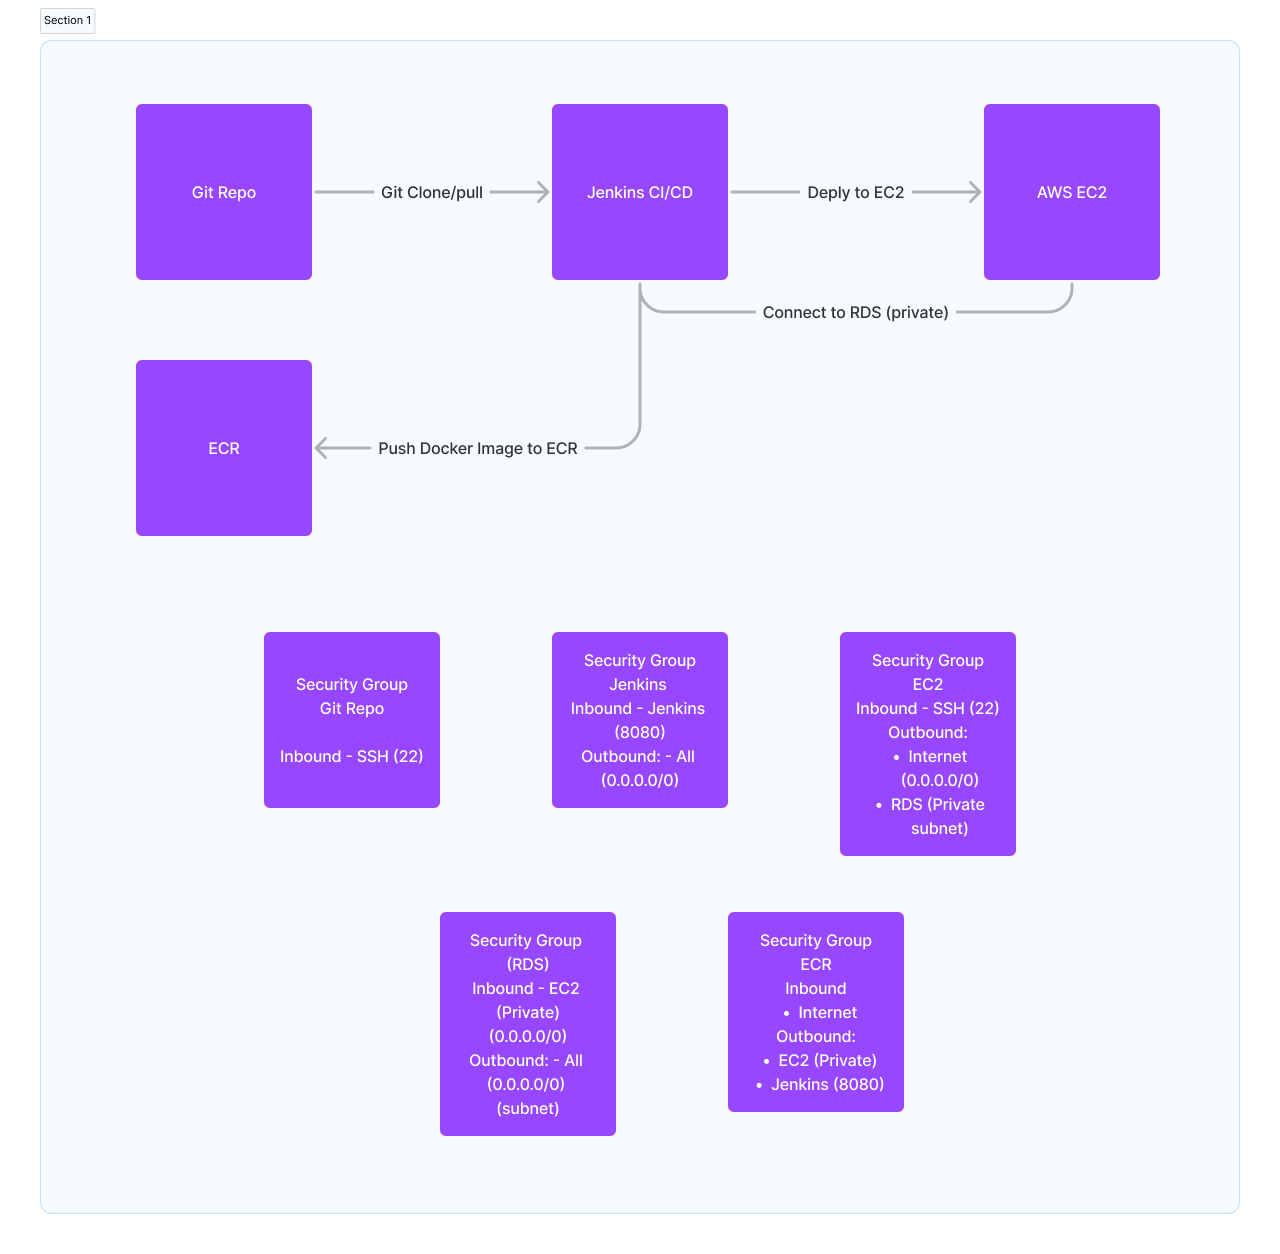 Section 1
Git Repo
Git Clone/pull
Jenkins CI/CD
Deply to EC2
AWS EC2
Connect to RDS (private)
ECR
Push Docker Image to ECR
Security Group
Git Repo
Inbound - SSH (22)
Security Group
Jenkins
Inbound - Jenkins
(8080)
Outbound: - All
(0.0.0.0/0)
Security Group
EC2
Inbound - SSH (22)
Outbound:
• Internet
(0.0.0.0/0)
• RDS (Private
subnet)
Security Group
(RDS)
Inbound - EC2
(Private)
(0.0.0.0/0)
Outbound: - All
(0.0.0.0/0)
(subnet)
Security Group
ECR
Inbound
• Internet
Outbound:
• EC2 (Private)
• Jenkins (8080)